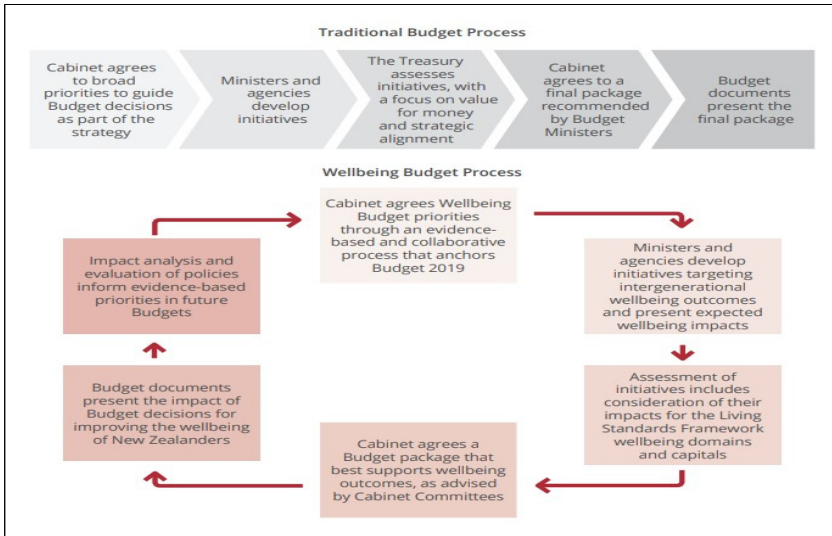 Traditional Budget Process
Cabinet agrees
to broad
priorities to guide
Budget decisions
as part of the
strategy
Ministers and
agencies
develop
initiatives
The Treasury
assesses
initiatives, with
a focus on value
for money
and strategic
alignment
Cabinet
agrees to a
final package
recommended
by Budget
Ministers
Budget
documents
present the
final package
Wellbeing Budget Process
Cabinet agrees Wellbeing
Budget priorities
through an evidence-
based and collaborative
process that anchors
Budget 2019
Ministers and
agencies develop
initiatives targeting
intergenerational
wellbeing outcomes
and present expected
wellbeing impacts
Assessment of
initiatives includes
consideration of their
impacts for the Living
Standards Framework
wellbeing domains
and capitals
Cabinet agrees a
Budget package that
best supports wellbeing
outcomes, as advised
by Cabinet Committees
Budget documents
present the impact of
Budget decisions for
improving the wellbeing
of New Zealanders
Impact analysis and
evaluation of policies
inform evidence-based
priorities in future
Budgets